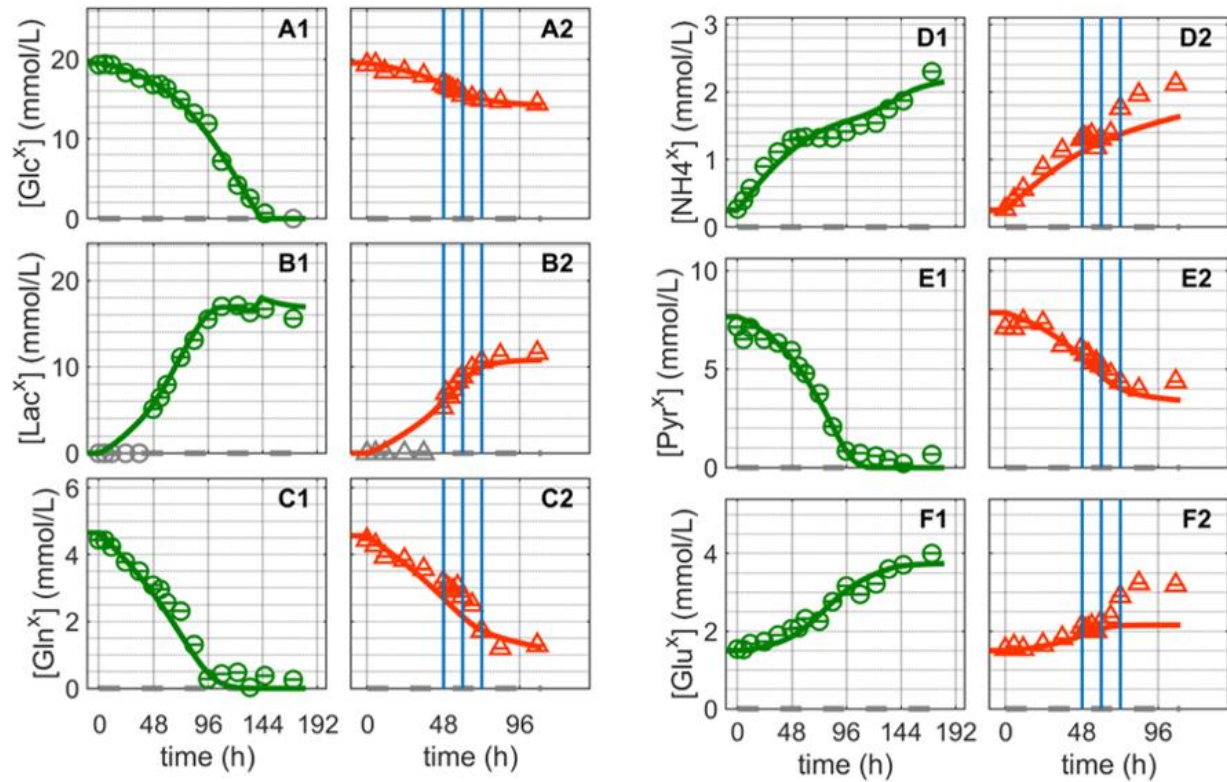 A1
A2
D1
D2
[Glc^x] (mmol/L)
20
10
0
[NH4^x] (mmol/L)
3
2
1
0
B1
B2
E1
E2
[Lac^x] (mmol/L)
20
10
0
[Pyr^x] (mmol/L)
10
5
0
C1
C2
F1
F2
[Gln^x] (mmol/L)
6
4
2
0
[Glu^x] (mmol/L)
4
2
0
0 48 96 144 192
0 48 96
0 48 96 144 192
0 48 96
time (h)
time (h)
time (h)
time (h)